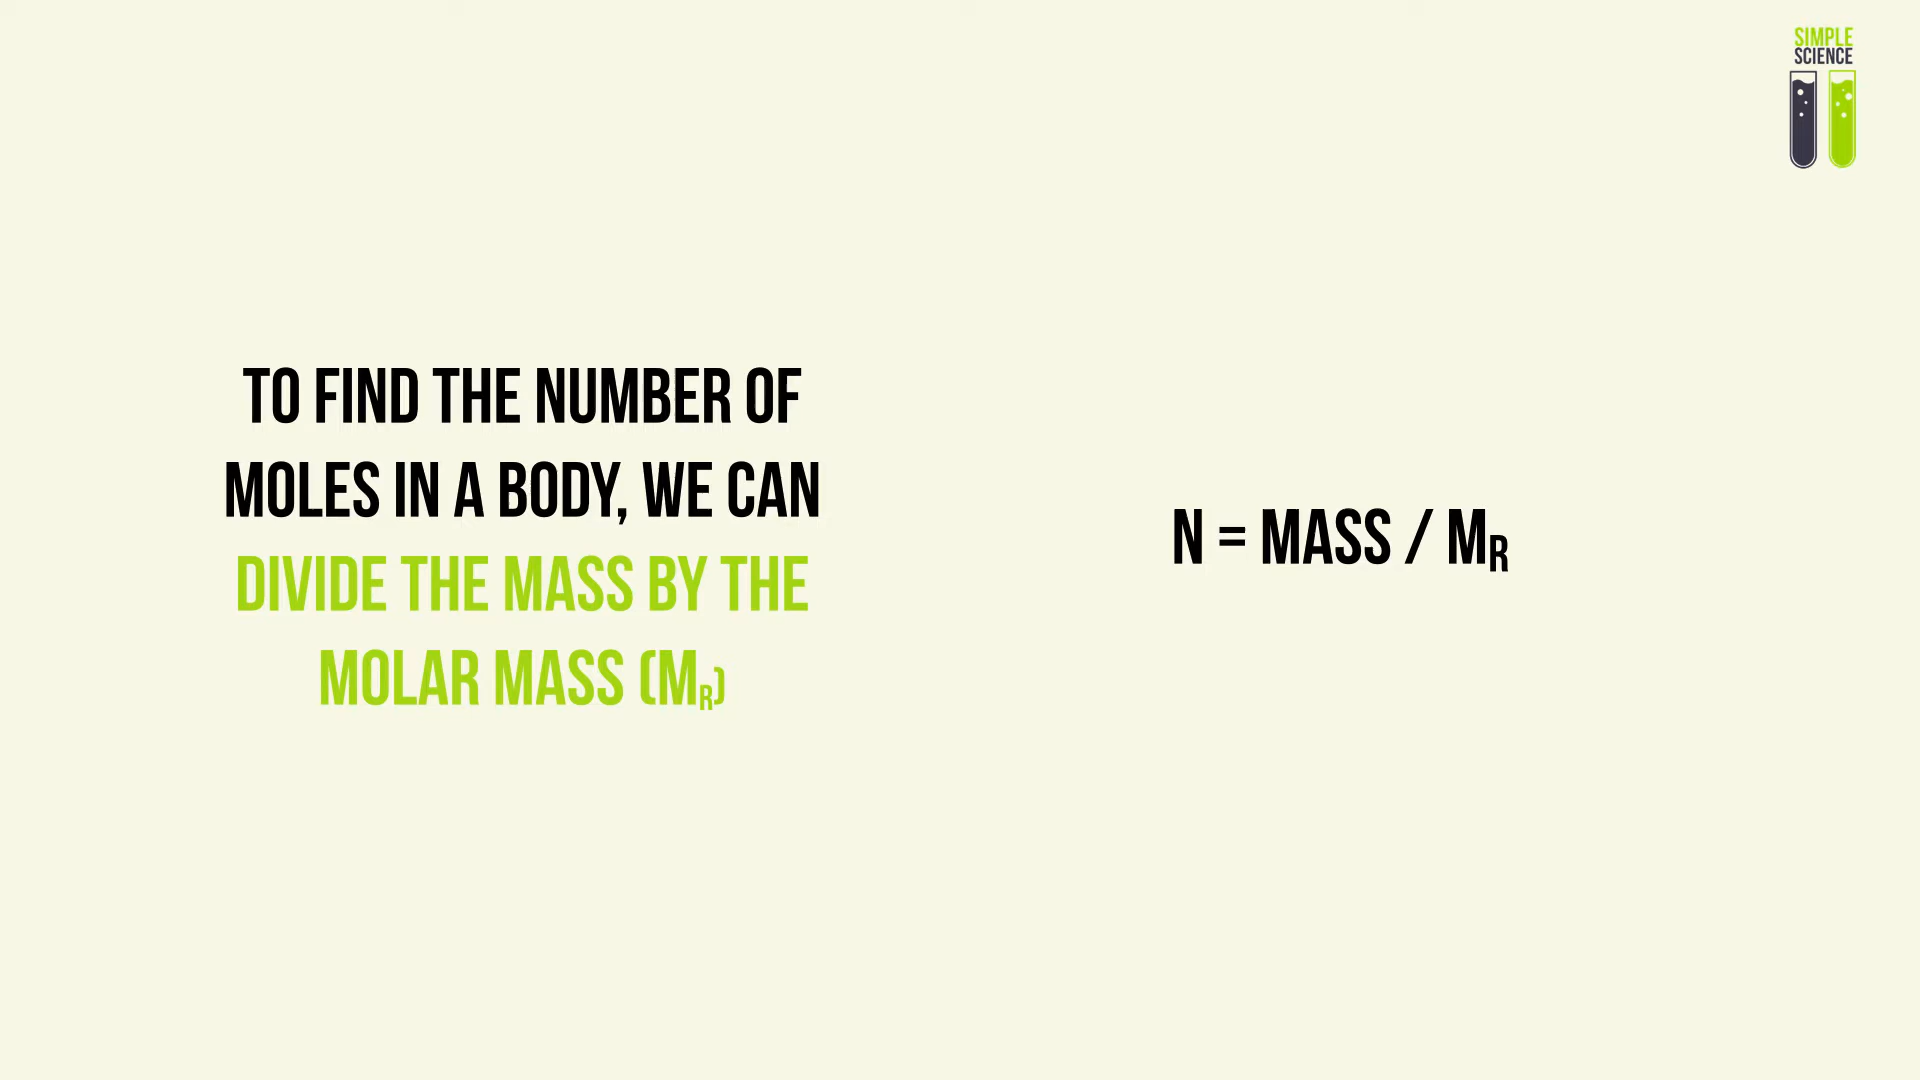 SIMPLE
SCIENCE
TO FIND THE NUMBER OF
MOLES IN A BODY, WE CAN
DIVIDE THE MASS BY THE
MOLAR MASS (MR)
N = MASS / MR